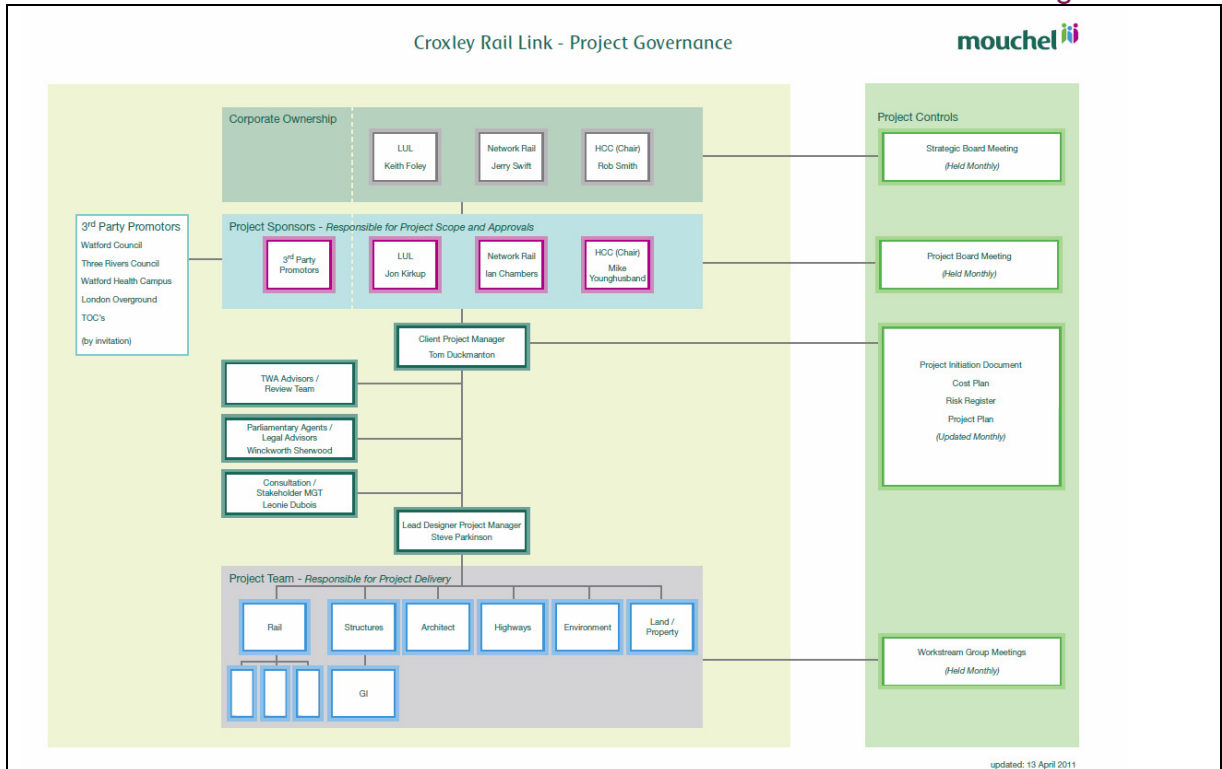 Croxley Rail Link - Project Governance
mouchel
Corporate Ownership
LUL
Keith Foley
Network Rail
Jerry Swift
HCC (Chair)
Rob Smith
Project Controls
Strategic Board Meeting
(Held Monthly)
3rd Party Promotors
Watford Council
Three Rivers Council
Watford Health Campus
London Overground
TOC's
(by invitation)
Project Sponsors - Responsible for Project Scope and Approvals
3rd Party
Promotors
LUL
Jon Kirkup
Network Rail
Ian Chambers
HCC (Chair)
Mike
Younghusband
Project Board Meeting
(Held Monthly)
Client Project Manager
Tom Duckmanton
Project Initiation Document
Cost Plan
Risk Register
Project Plan
(Updated Monthly)
TWA Advisors /
Review Team
Parliamentary Agents /
Legal Advisors
Winckworth Sherwood
Consultation /
Stakeholder MGT
Leonie Dubois
Lead Designer Project Manager
Steve Parkinson
Project Team - Responsible for Project Delivery
Rail
Structures
Architect
Highways
Environment
Land /
Property
GI
Workstream Group Meetings
(Held Monthly)
updated: 13 April 2011